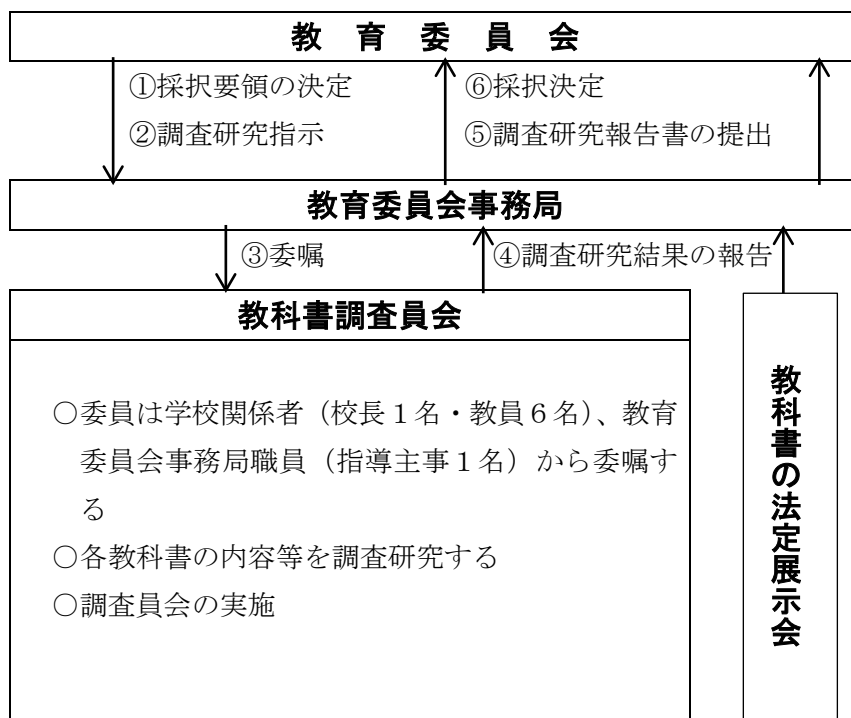 教　育　委　員　会
①採択要領の決定
②調査研究指示
⑥採択決定
⑤調査研究報告書の提出
教育委員会事務局
③委嘱
④調査研究結果の報告
教科書調査員会
○委員は学校関係者（校長１名・教員６名）、教育
委員会事務局職員（指導主事１名）から委嘱す
る
○各教科書の内容等を調査研究する
○調査員会の実施
教科書の法定展示会